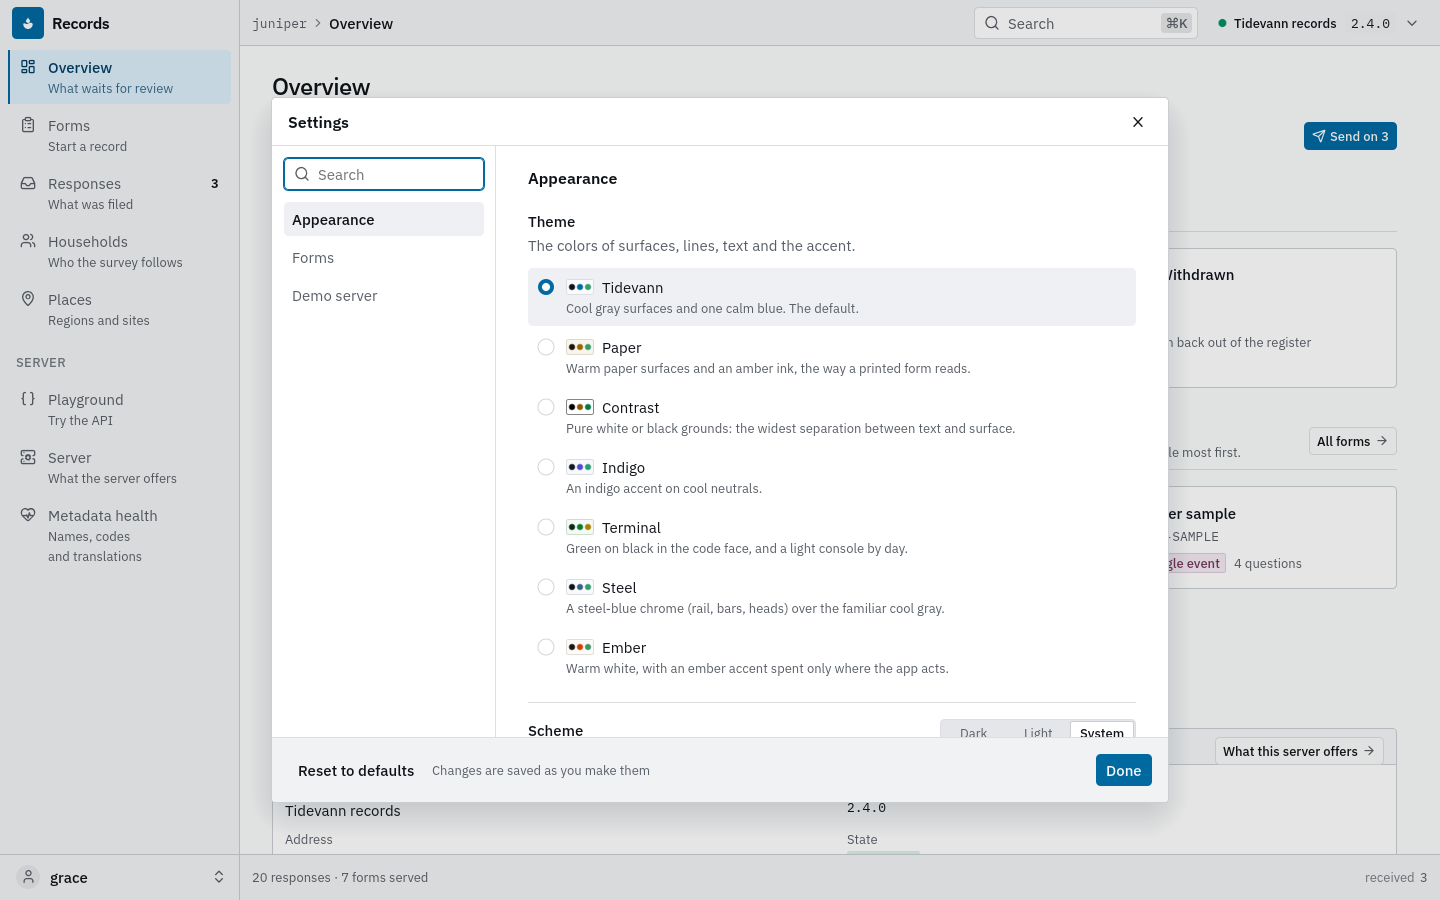 Records
juniper > Overview
Search ⌘K
Tidevann records 2.4.0
Overview
What waits for review
Forms
Start a record
Responses 3
What was filed
Households
Who the survey follows
Places
Regions and sites
SERVER
Playground
Try the API
Server
What the server offers
Metadata health
Names, codes
and translations
grace
Overview
Send on 3
Settings
Search
Appearance
Forms
Demo server
Appearance
Theme
The colors of surfaces, lines, text and the accent.
Tidevann
Cool gray surfaces and one calm blue. The default.
Paper
Warm paper surfaces and an amber ink, the way a printed form reads.
Contrast
Pure white or black grounds: the widest separation between text and surface.
Indigo
An indigo accent on cool neutrals.
Terminal
Green on black in the code face, and a light console by day.
Steel
A steel-blue chrome (rail, bars, heads) over the familiar cool gray.
Ember
Warm white, with an ember accent spent only where the app acts.
Scheme
Dark Light System
Reset to defaults Changes are saved as you make them
Done
back out of the register
All forms
most first.
sample
SAMPLE
event 4 questions
What this server offers
Tidevann records
2.4.0
Address
State
20 responses · 7 forms served
received 3